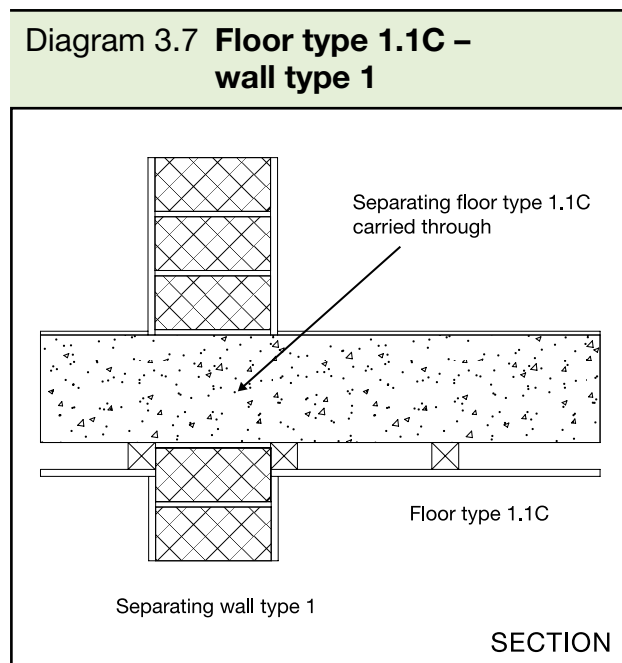 Diagram 3.7 Floor type 1.1C –
wall type 1
Separating floor type 1.1C
carried through
Floor type 1.1C
Separating wall type 1
SECTION